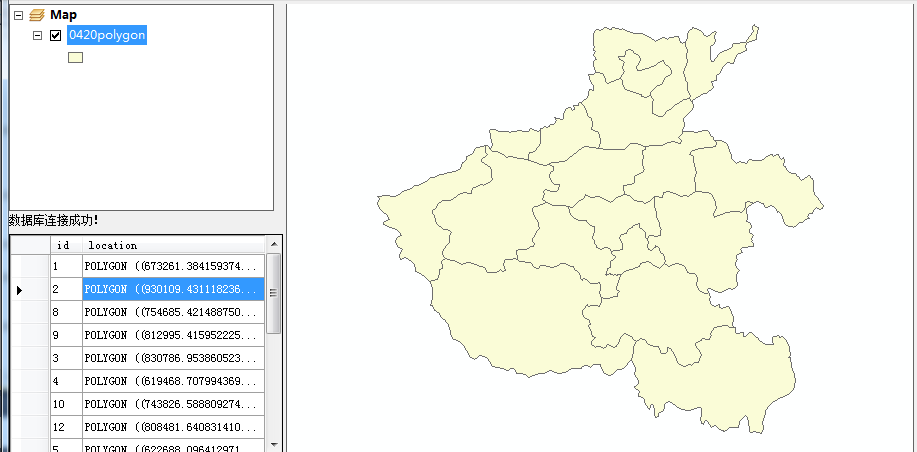 Map
0420polygon
数据库连接成功!
id location
1 POLYGON ((673261.384159374...
2 POLYGON ((930109.431118236...
8 POLYGON ((754685.421488750...
9 POLYGON ((812995.415952225...
3 POLYGON ((830786.953860523...
4 POLYGON ((619468.707994369...
10 POLYGON ((743826.588809274...
12 POLYGON ((808481.640831410...
5 POLYGON ((622688.096412971...